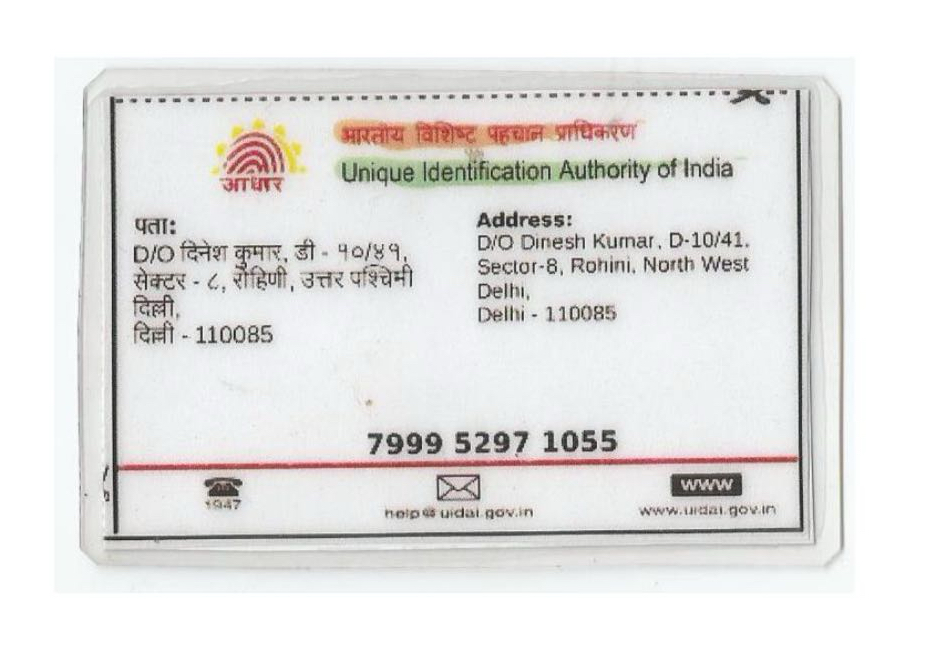 भारतीय विशिष्ट पहचान प्राधिकरण
Unique Identification Authority of India
आधार
पता:
D/O दिनेश कुमार, डी - १०/४१,
सेक्टर - ८, रोहिणी, उत्तर पश्चिमी
दिल्ली,
दिल्ली - 110085
Address:
D/O Dinesh Kumar, D-10/41,
Sector-8, Rohini, North West
Delhi,
Delhi - 110085
7999 5297 1055
1947
help@uidai.gov.in
WWW
www.uidai.gov.in